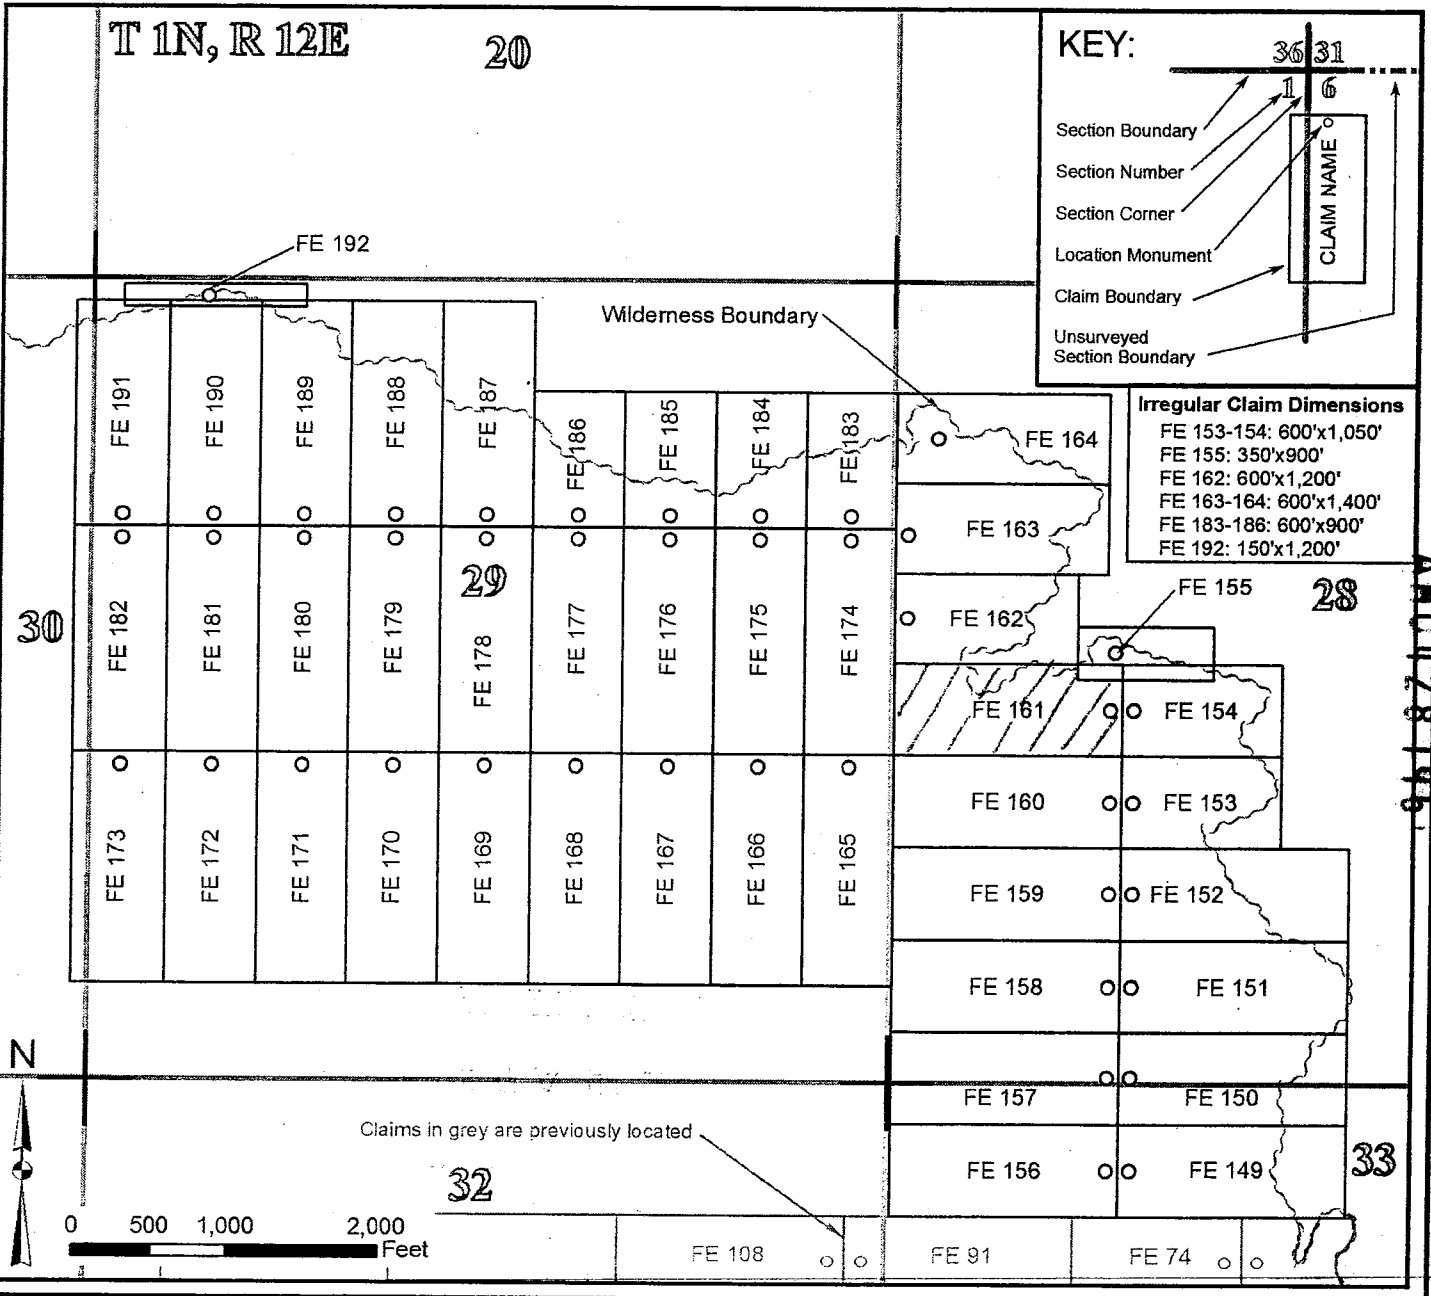 T 1N, R 12E
20
KEY:
36 31
1 6
Section Boundary
Section Number
Section Corner
Location Monument
Claim Boundary
Unsurveyed
Section Boundary
CLAIM NAME
FE 192
Wilderness Boundary
Irregular Claim Dimensions
FE 153-154: 600'x1,050'
FE 155: 350'x900'
FE 162: 600'x1,200'
FE 163-164: 600'x1,400'
FE 183-186: 600'x900'
FE 192: 150'x1,200'
FE 191
FE 190
FE 189
FE 188
FE 187
FE 186
FE 185
FE 184
FE 183
FE 164
FE 163
29
30
28
FE 155
FE 182
FE 181
FE 180
FE 179
FE 178
FE 177
FE 176
FE 175
FE 174
FE 162
FE 161
FE 154
FE 160
FE 153
FE 173
FE 172
FE 171
FE 170
FE 169
FE 168
FE 167
FE 166
FE 165
FE 159
FE 152
FE 158
FE 151
N
FE 157
FE 150
Claims in grey are previously located
32
FE 156
FE 149
33
0 500 1,000 2,000
Feet
FE 108
FE 91
FE 74